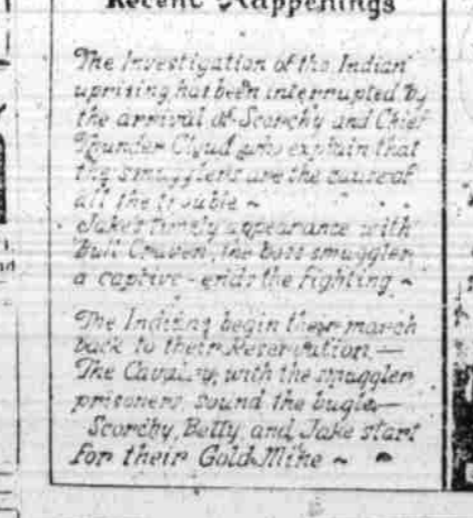 Recent Happenings
The Investigation of the Indian
uprising has been interrupted by
the arrival of Scorchy and Chief
Thunder Cloud who explain that
the smugglers are the cause of
all the trouble ~
Jake's timely appearance with
'Bull Craven', the boss smuggler
a captive - ends the fighting ~
The Indians begin their march
back to their Reservation —
The Cavalry, with the smuggler
prisoners, sound the bugle —
Scorchy, Betty, and Jake start
for their Gold Mine ~